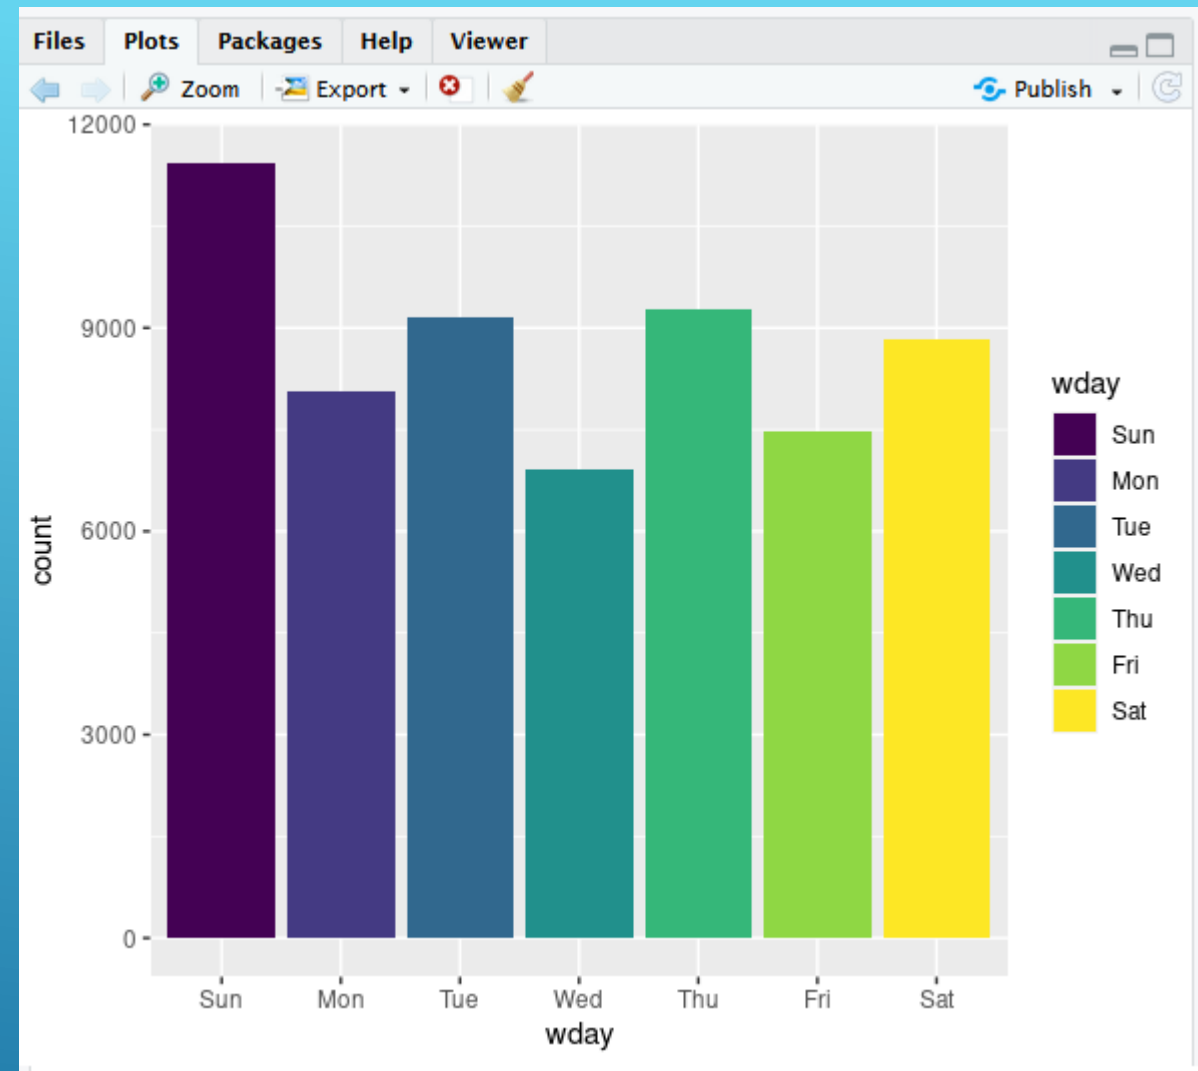 Files Plots Packages Help Viewer
Zoom Export Publish
12000
9000
6000
3000
0
count
Sun Mon Tue Wed Thu Fri Sat
wday
wday
Sun
Mon
Tue
Wed
Thu
Fri
Sat